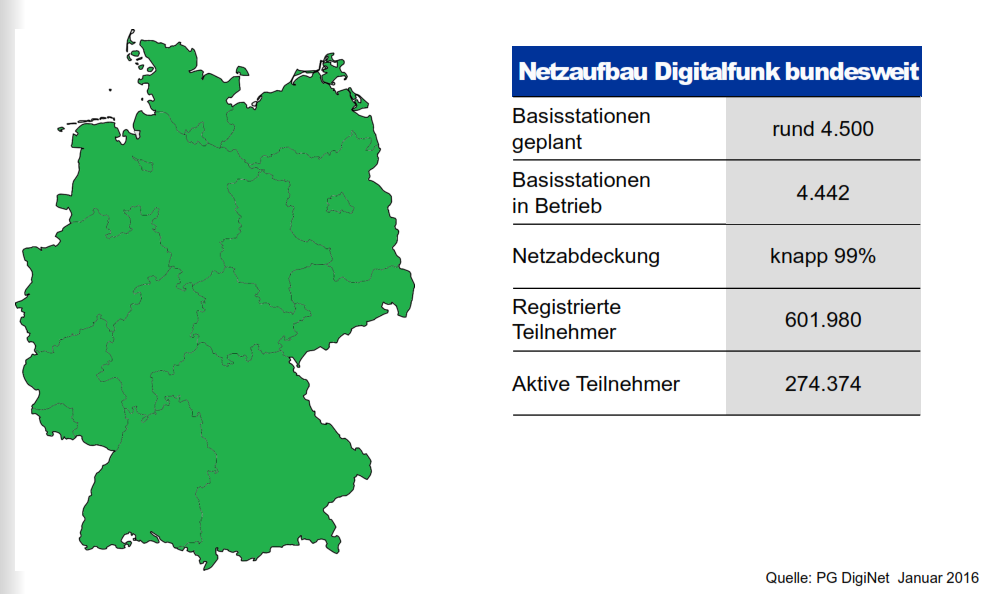 Netzaufbau Digitalfunk bundesweit
Basisstationen
geplant
rund 4.500
Basisstationen
in Betrieb
4.442
Netzabdeckung
knapp 99%
Registrierte
Teilnehmer
601.980
Aktive Teilnehmer
274.374
Quelle: PG DigiNet Januar 2016